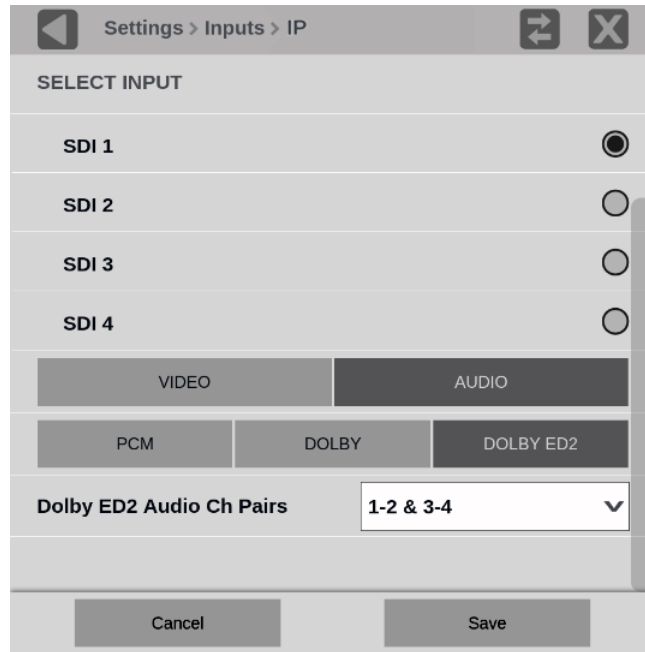 Settings > Inputs > IP
SELECT INPUT
SDI 1
SDI 2
SDI 3
SDI 4
VIDEO AUDIO
PCM DOLBY DOLBY ED2
Dolby ED2 Audio Ch Pairs 1-2 & 3-4
Cancel Save